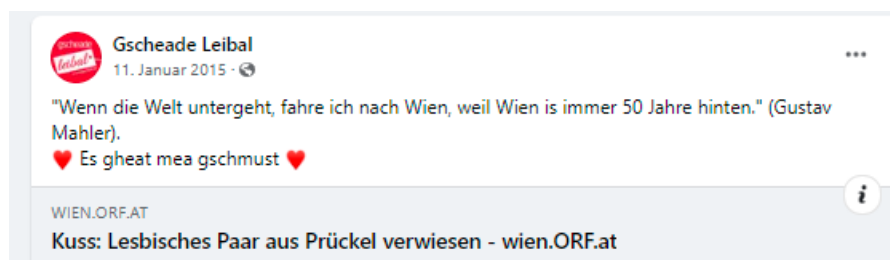 gscheade
leibal
Gscheade Leibal
11. Januar 2015 ·
"Wenn die Welt untergeht, fahre ich nach Wien, weil Wien is immer 50 Jahre hinten." (Gustav
Mahler).
♥ Es gheat mea gschmust ♥
WIEN.ORF.AT
Kuss: Lesbisches Paar aus Prückel verwiesen - wien.ORF.at